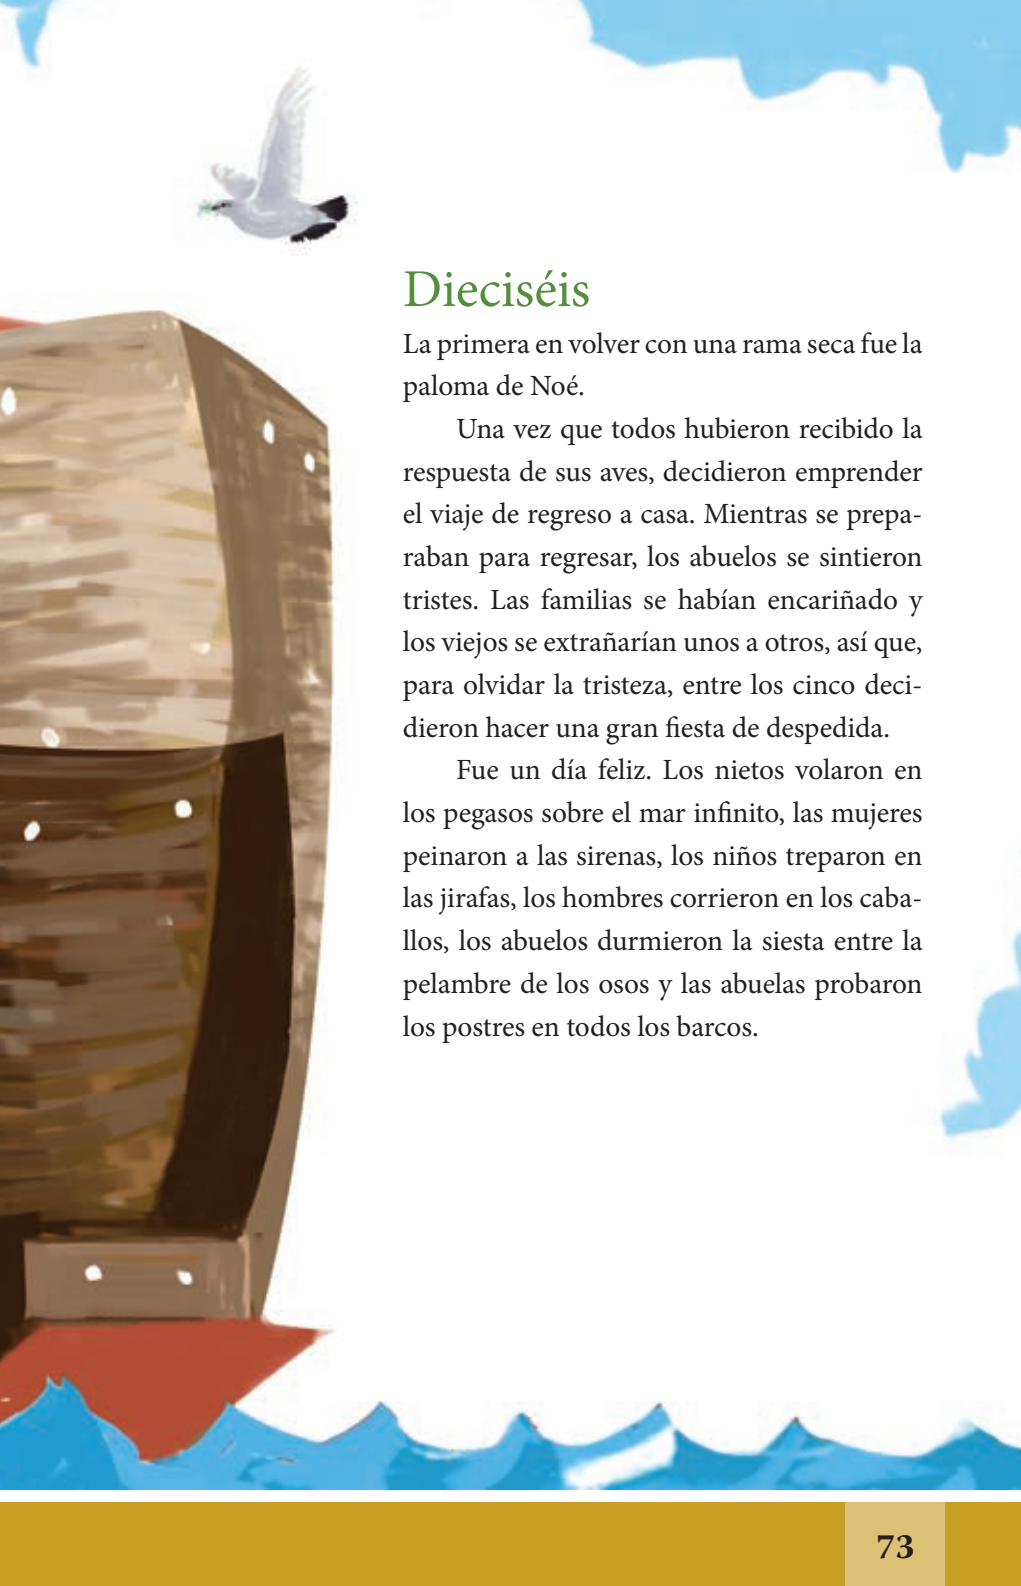 Dieciséis
La primera en volver con una rama seca fue la
paloma de Noé.
Una vez que todos hubieron recibido la
respuesta de sus aves, decidieron emprender
el viaje de regreso a casa. Mientras se prepa-
raban para regresar, los abuelos se sintieron
tristes. Las familias se habían encariñado y
los viejos se extrañarían unos a otros, así que,
para olvidar la tristeza, entre los cinco deci-
dieron hacer una gran fiesta de despedida.
Fue un día feliz. Los nietos volaron en
los pegasos sobre el mar infinito, las mujeres
peinaron a las sirenas, los niños treparon en
las jirafas, los hombres corrieron en los caba-
llos, los abuelos durmieron la siesta entre la
pelambre de los osos y las abuelas probaron
los postres en todos los barcos.
73